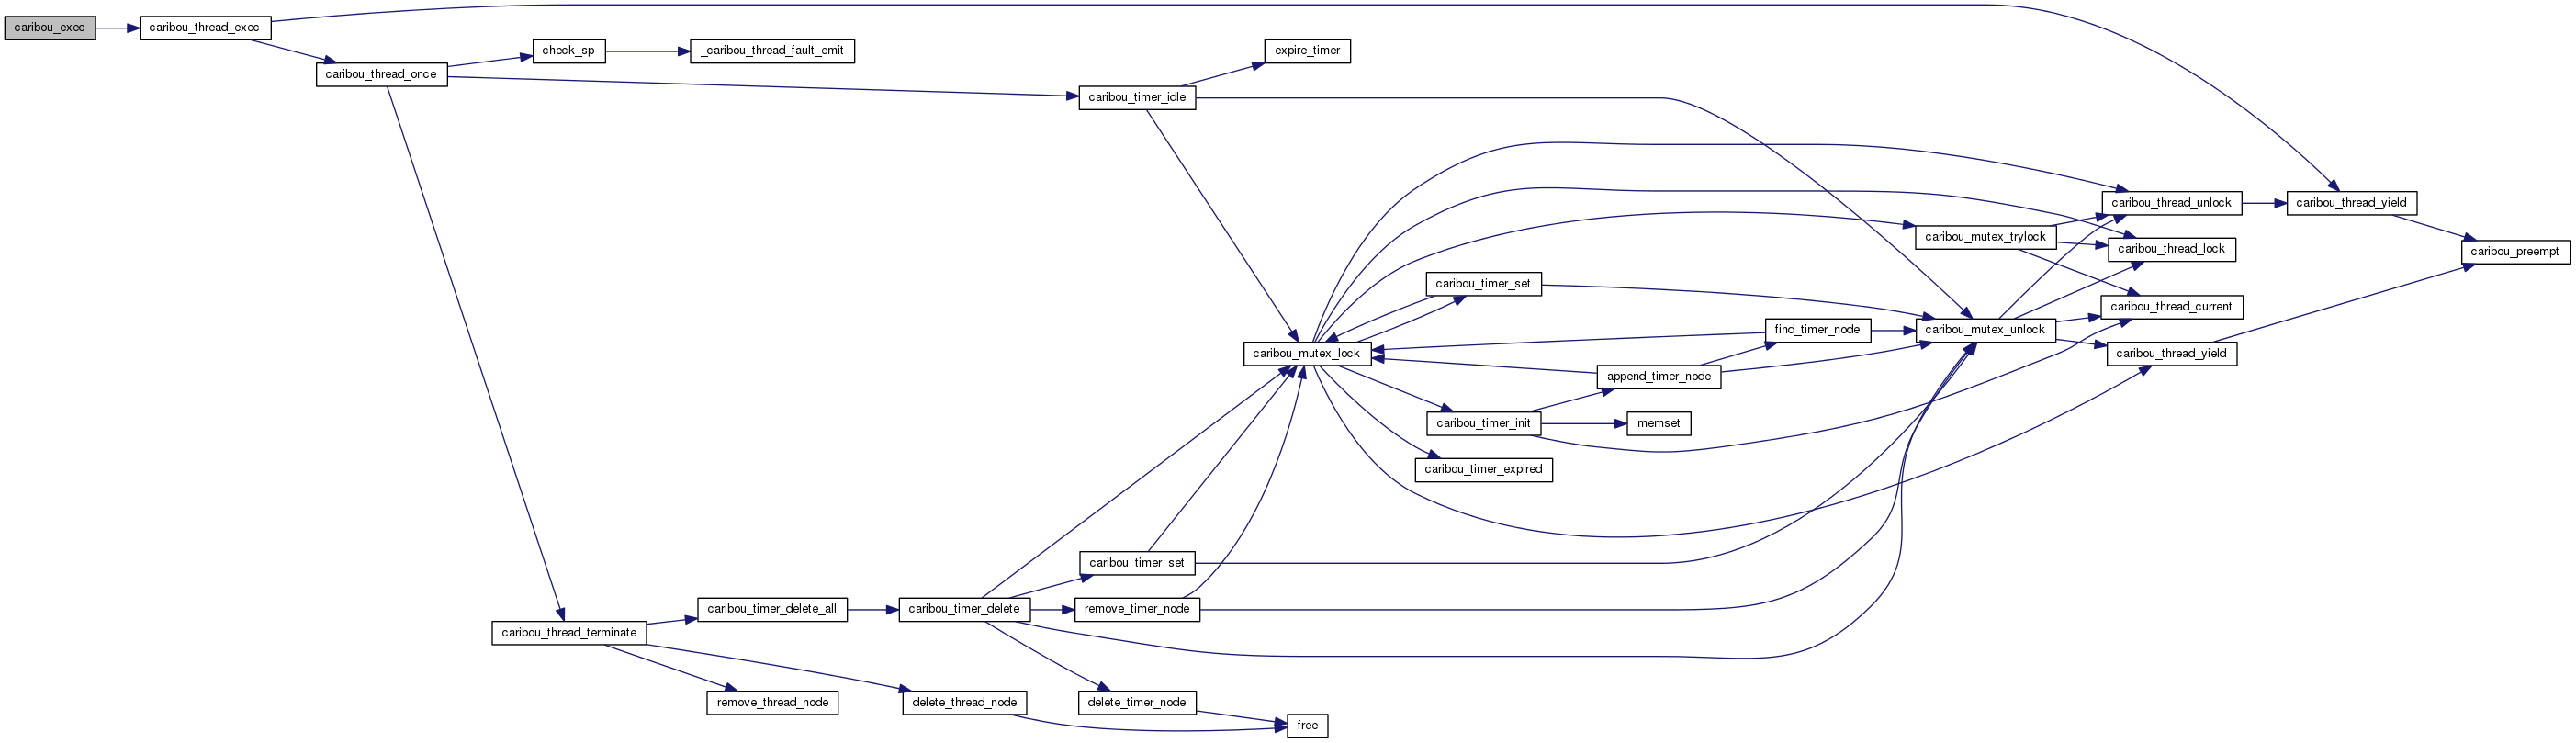 caribou_exec
caribou_thread_exec
caribou_thread_once
check_sp
_caribou_thread_fault_emit
expire_timer
caribou_timer_idle
caribou_thread_unlock
caribou_thread_yield
caribou_mutex_trylock
caribou_thread_lock
caribou_preempt
caribou_timer_set
caribou_thread_current
find_timer_node
caribou_mutex_unlock
caribou_mutex_lock
caribou_thread_yield
append_timer_node
caribou_timer_init
memset
caribou_timer_expired
caribou_timer_set
caribou_timer_delete_all
caribou_timer_delete
remove_timer_node
caribou_thread_terminate
remove_thread_node
delete_thread_node
delete_timer_node
free